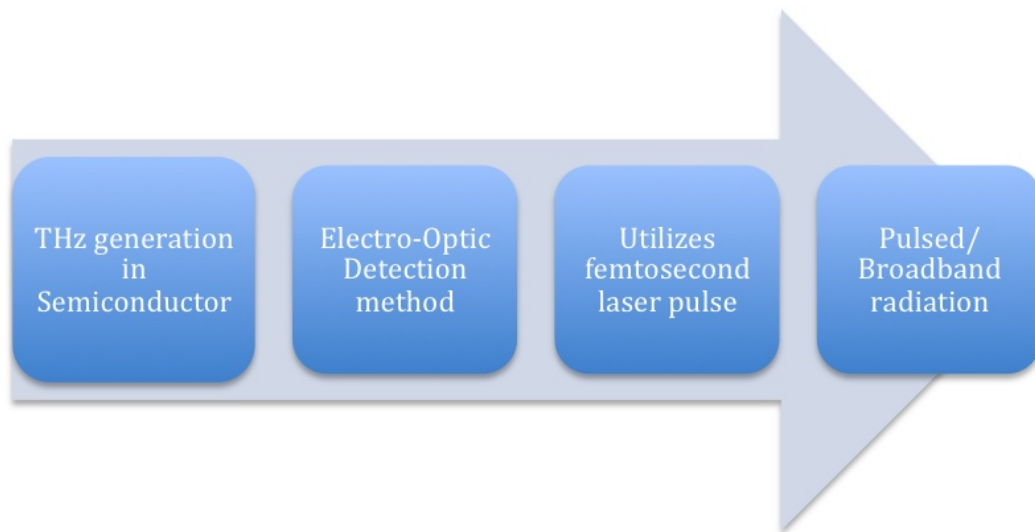 THz generation
in
Semiconductor
Electro-Optic
Detection
method
Utilizes
femtosecond
laser pulse
Pulsed/
Broadband
radiation